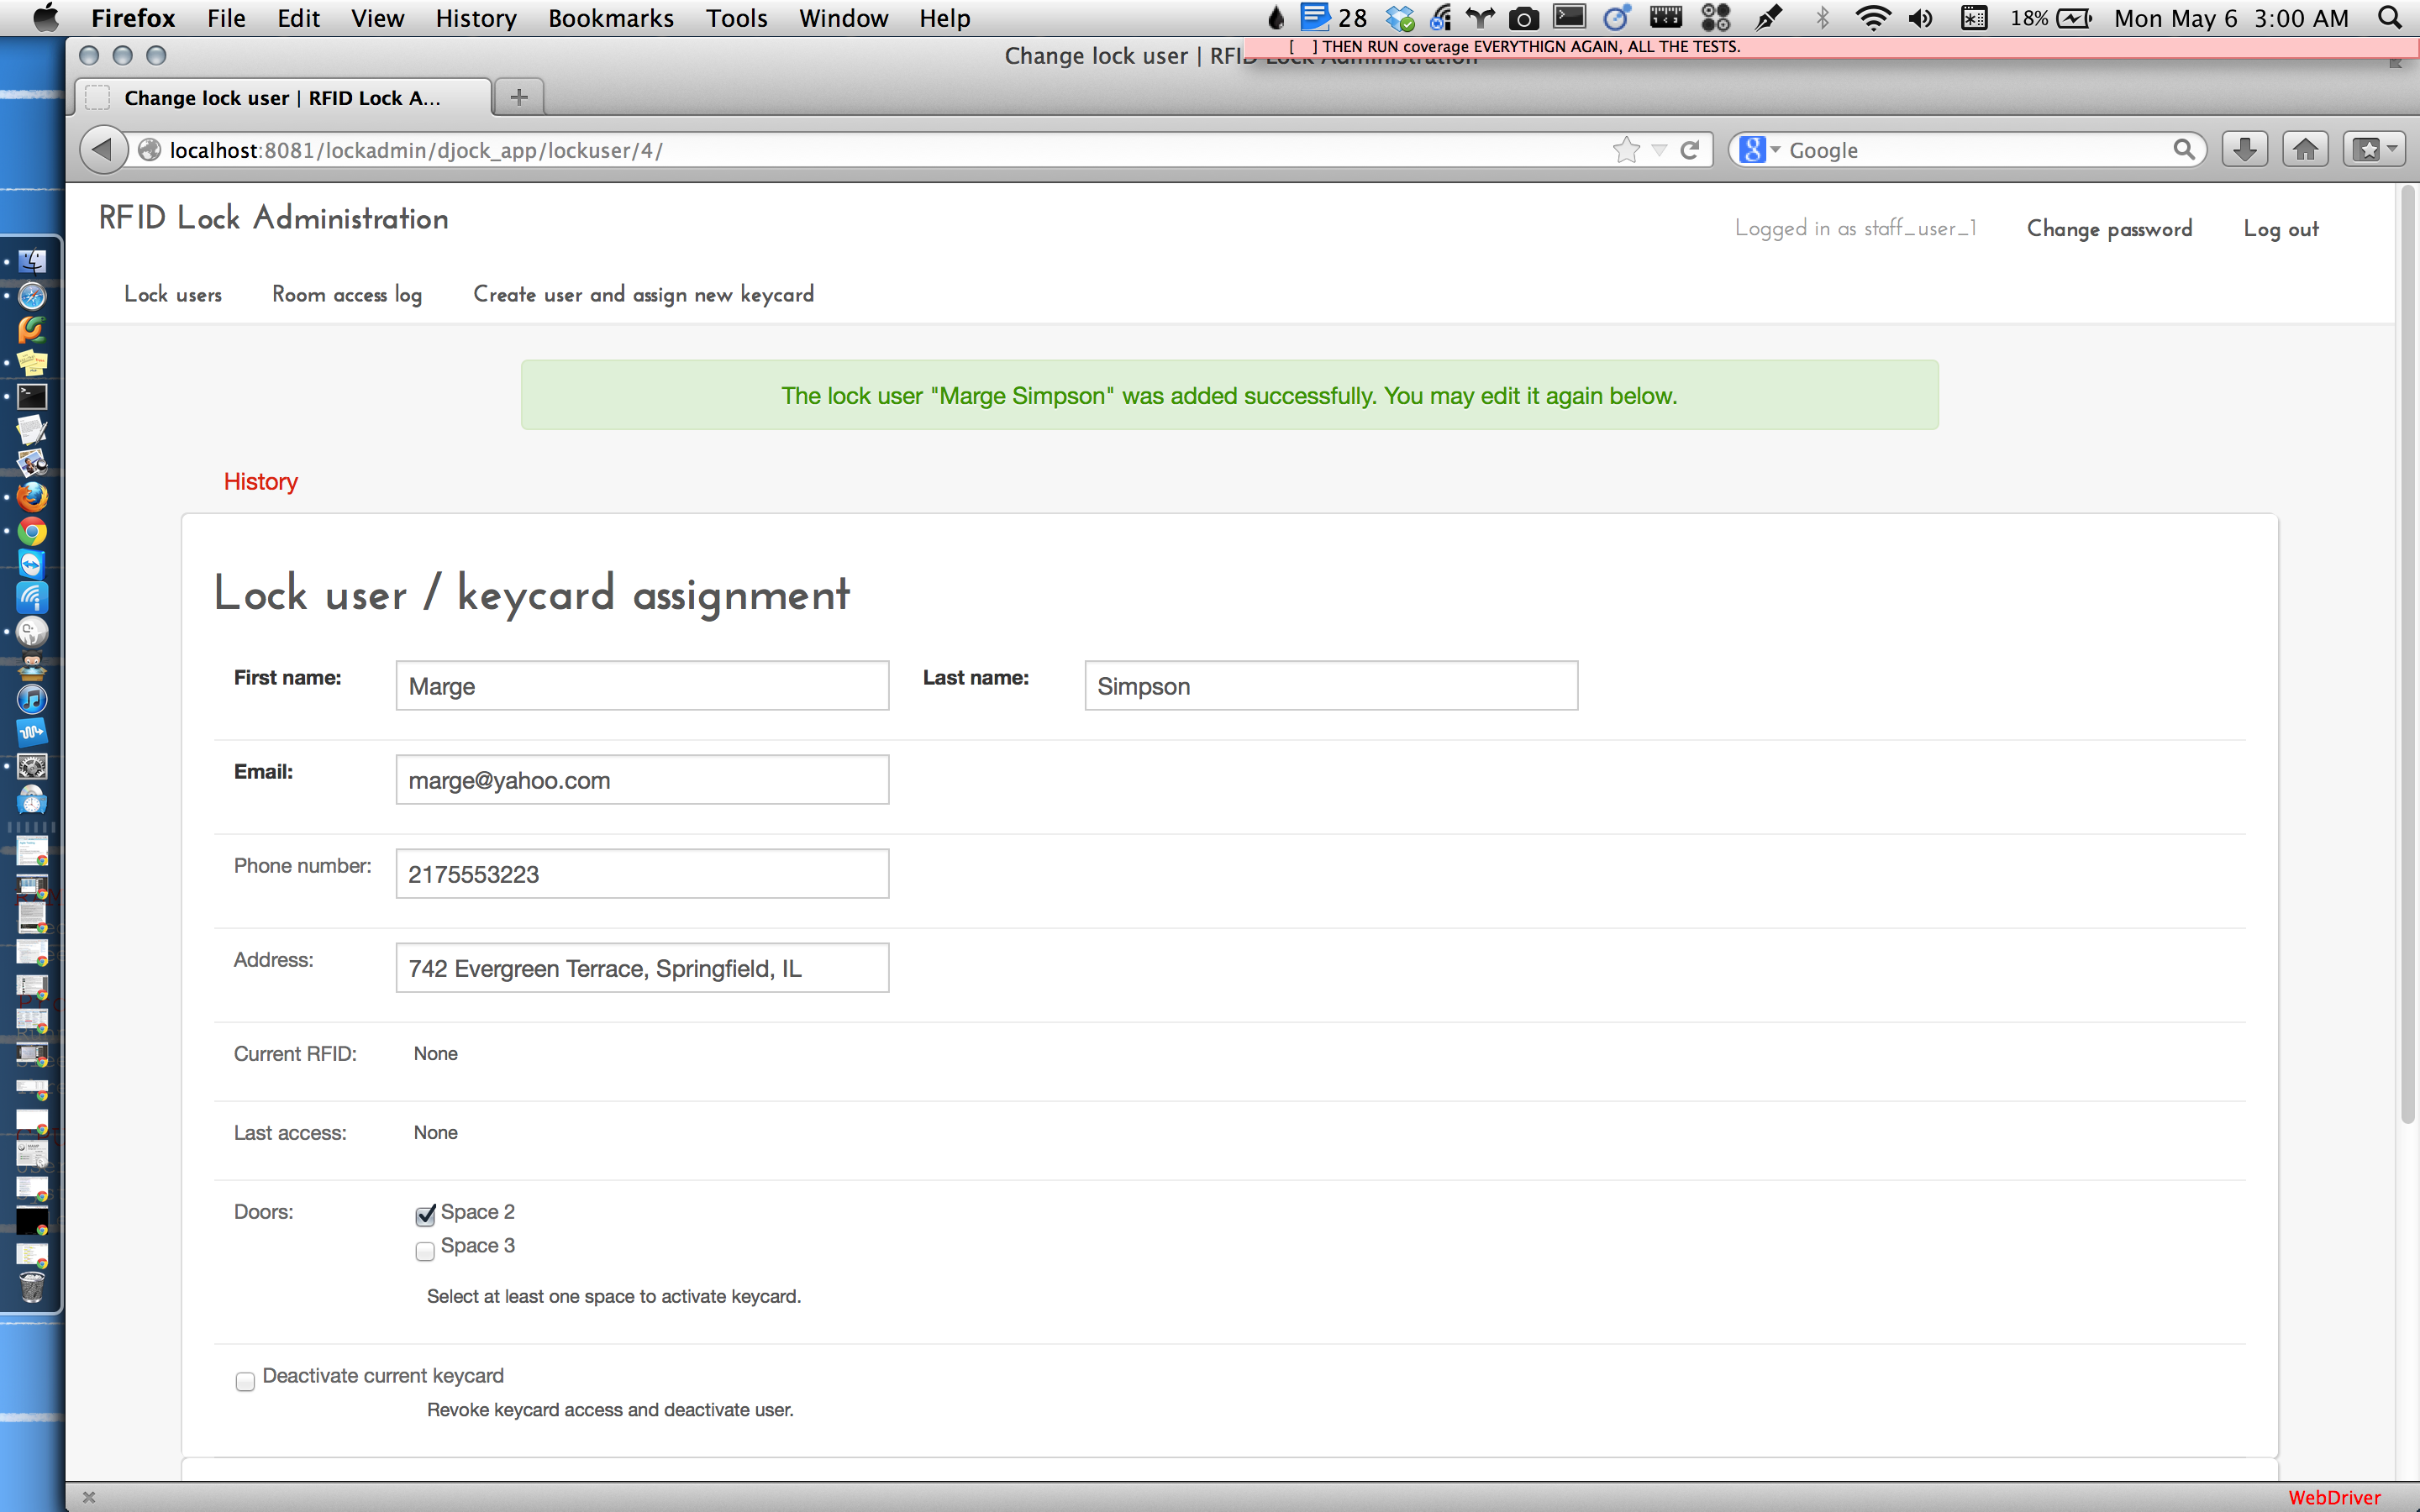 Firefox File Edit View History Bookmarks Tools Window Help 28 18% Mon May 6 3:00 AM
[ ] THEN RUN coverage EVERYTHIGN AGAIN, ALL THE TESTS.
Change lock user | RFID Lock Administration
Change lock user | RFID Lock A...
localhost:8081/lockadmin/djock_app/lockuser/4/
Google
RFID Lock Administration
Logged in as staff_user_1 Change password Log out
Lock users Room access log Create user and assign new keycard
The lock user "Marge Simpson" was added successfully. You may edit it again below.
History
Lock user / keycard assignment
First name: Marge Last name: Simpson
Email: marge@yahoo.com
Phone number: 2175553223
Address: 742 Evergreen Terrace, Springfield, IL
Current RFID: None
Last access: None
Doors: Space 2
Space 3
Select at least one space to activate keycard.
Deactivate current keycard
Revoke keycard access and deactivate user.
WebDriver